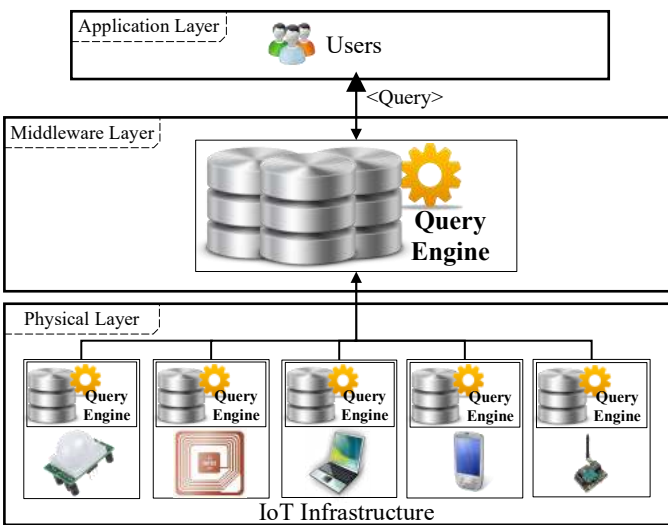 Application Layer
Users
<Query>
Middleware Layer
Query
Engine
Physical Layer
Query
Engine
Query
Engine
Query
Engine
Query
Engine
Query
Engine
IoT Infrastructure